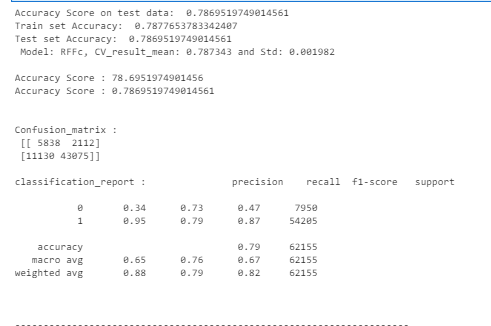 Accuracy Score on test data:  0.7869519749014561
Train set Accuracy:  0.7877653783342407
Test set Accuracy:  0.7869519749014561
 Model: RFFc, CV_result_mean: 0.787343 and Std: 0.001982
Accuracy Score : 78.6951974901456
Accuracy Score : 0.7869519749014561
Confusion_matrix :
 [[ 5838  2112]
 [11130 43075]]
classification_report :               precision    recall  f1-score   support
           0       0.34      0.73      0.47      7950
           1       0.95      0.79      0.87     54205
    accuracy                           0.79     62155
   macro avg       0.65      0.76      0.67     62155
weighted avg       0.88      0.79      0.82     62155
----------------------------------------------------------------------